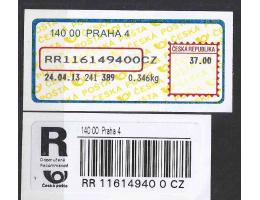 140 00 PRAHA 4
ČESKÁ REPUBLIKA
37.00
RR116149400CZ
24.04.13 241 389 0.346kg
R
140 00 Praha 4
Doporučeně
Recommandé
Česká pošta
RR 11614940 0 CZ